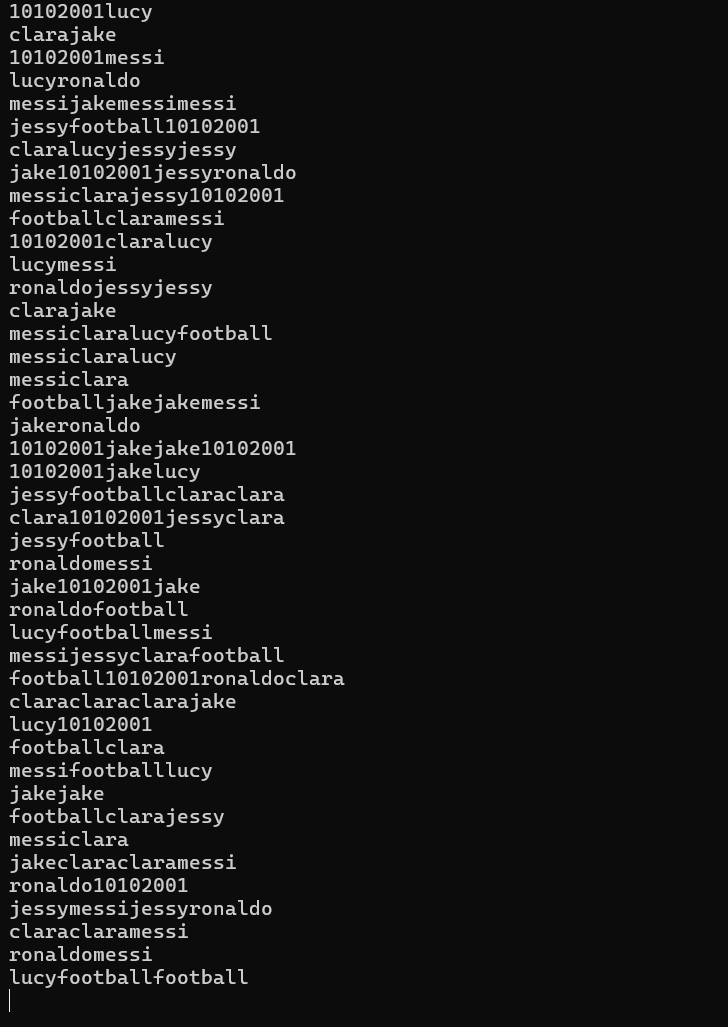 10102001lucy
clarajake
10102001messi
lucyronaldo
messijakemessimessi
jessyfootball10102001
claralucyjessyjessy
jake10102001jessyronaldo
messiclarajessy10102001
footballclaramessi
10102001claralucy
lucymessi
ronaldojessyjessy
clarajake
messiclaralucyfootball
messiclaralucy
messiclara
footballjakejakemessi
jakeronaldo
10102001jakejake10102001
10102001jakelucy
jessyfootballclaraclara
clara10102001jessyclara
jessyfootball
ronaldomessi
jake10102001jake
ronaldofootball
lucyfootballmessi
messijessyclarafootball
football10102001ronaldoclara
claraclaraclarajake
lucy10102001
footballclara
messifootballlucy
jakejake
footballclarajessy
messiclara
jakeclaraclaramessi
ronaldo10102001
jessymessijessyronaldo
claraclaramessi
ronaldomessi
lucyfootballfootball